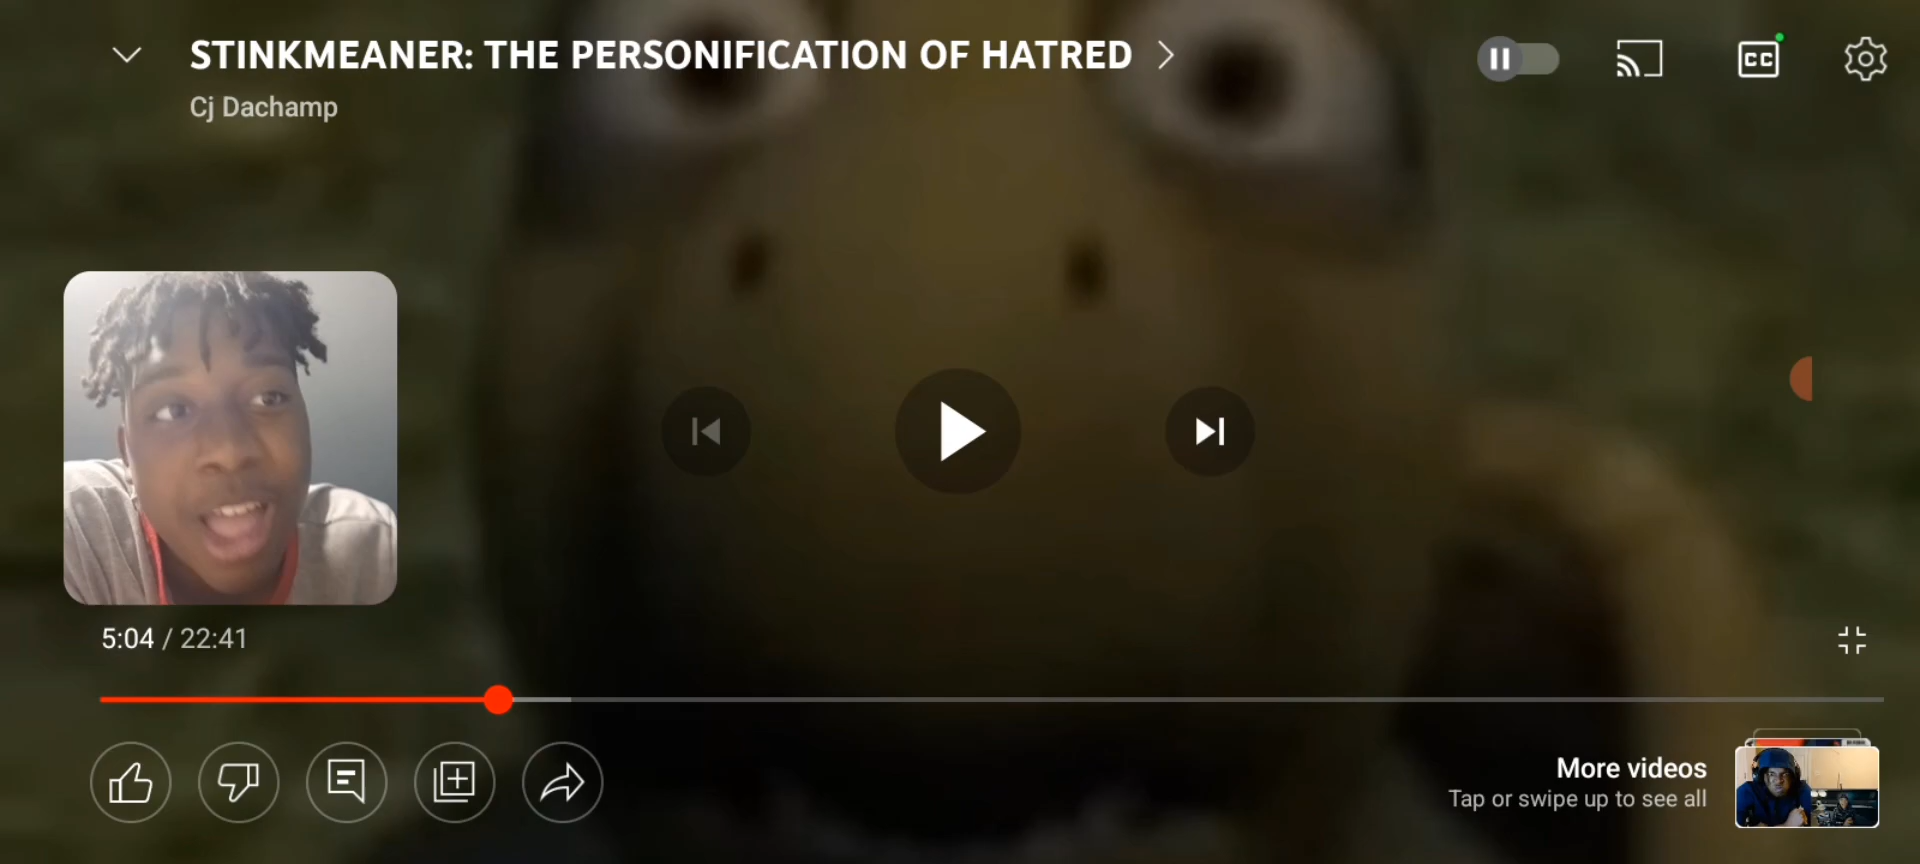 STINKMEANER: THE PERSONIFICATION OF HATRED
Cj Dachamp
CC
5:04 / 22:41
More videos
Tap or swipe up to see all